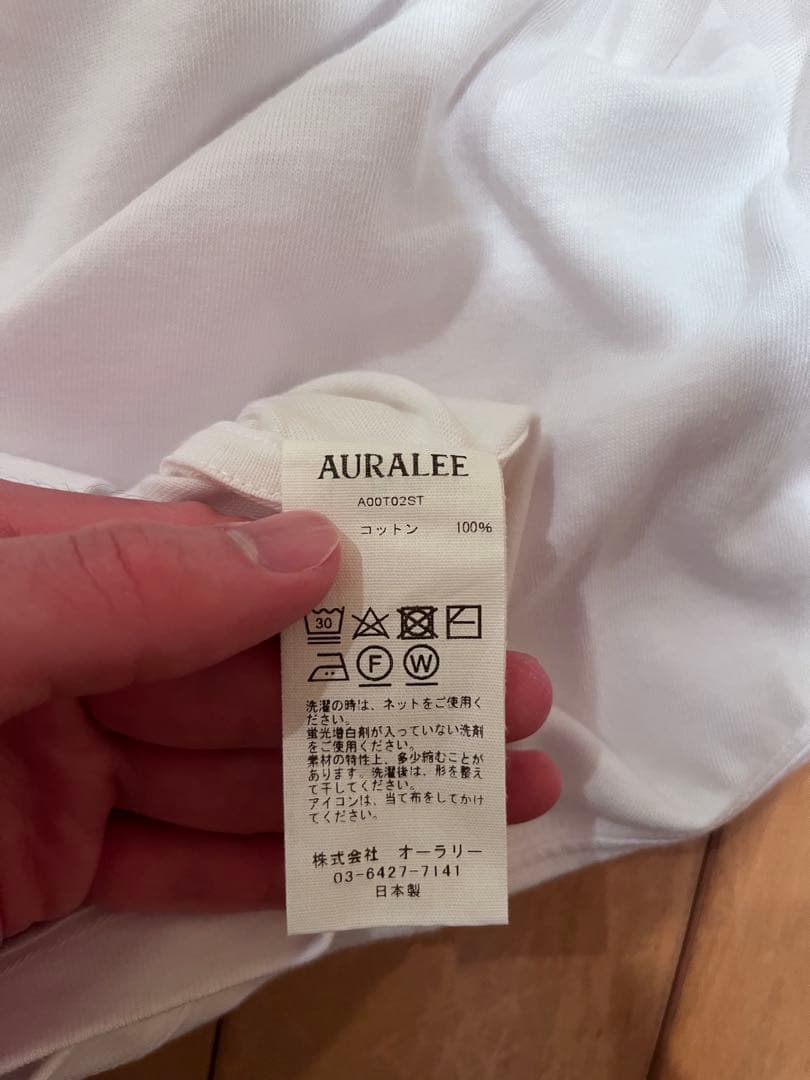 AURALEE
A00T02ST
コットン 100%
30
F W
洗濯の時は、ネットをご使用く
ださい。
蛍光増白剤が入っていない洗剤
をご使用ください。
素材の特性上、多少縮むことが
あります。洗濯後は、形を整え
て干してください。
アイコンは、当て布をしてかけ
てください。
株式会社 オーラリー
03-6427-7141
日本製